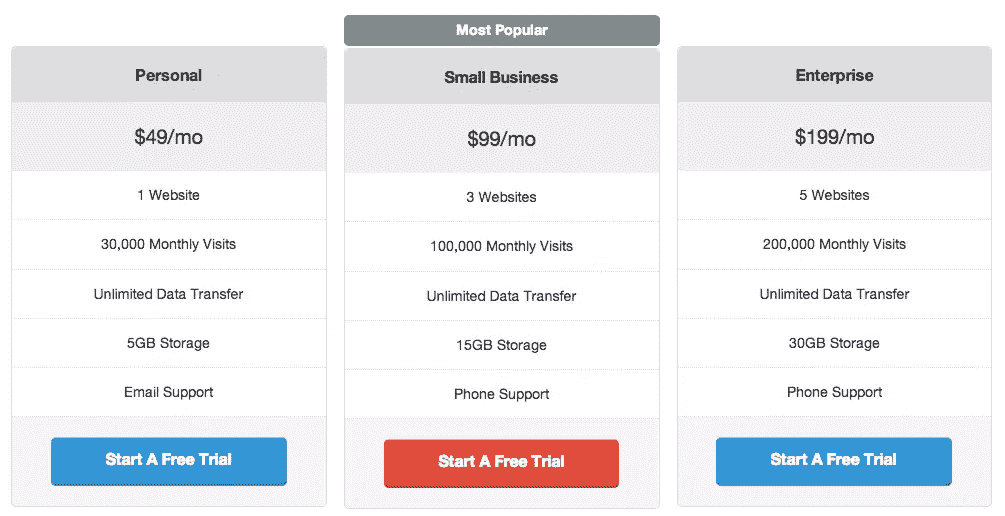 Personal
$49/mo
1 Website
30,000 Monthly Visits
Unlimited Data Transfer
5GB Storage
Email Support
Start A Free Trial
Most Popular
Small Business
$99/mo
3 Websites
100,000 Monthly Visits
Unlimited Data Transfer
15GB Storage
Phone Support
Start A Free Trial
Enterprise
$199/mo
5 Websites
200,000 Monthly Visits
Unlimited Data Transfer
30GB Storage
Phone Support
Start A Free Trial